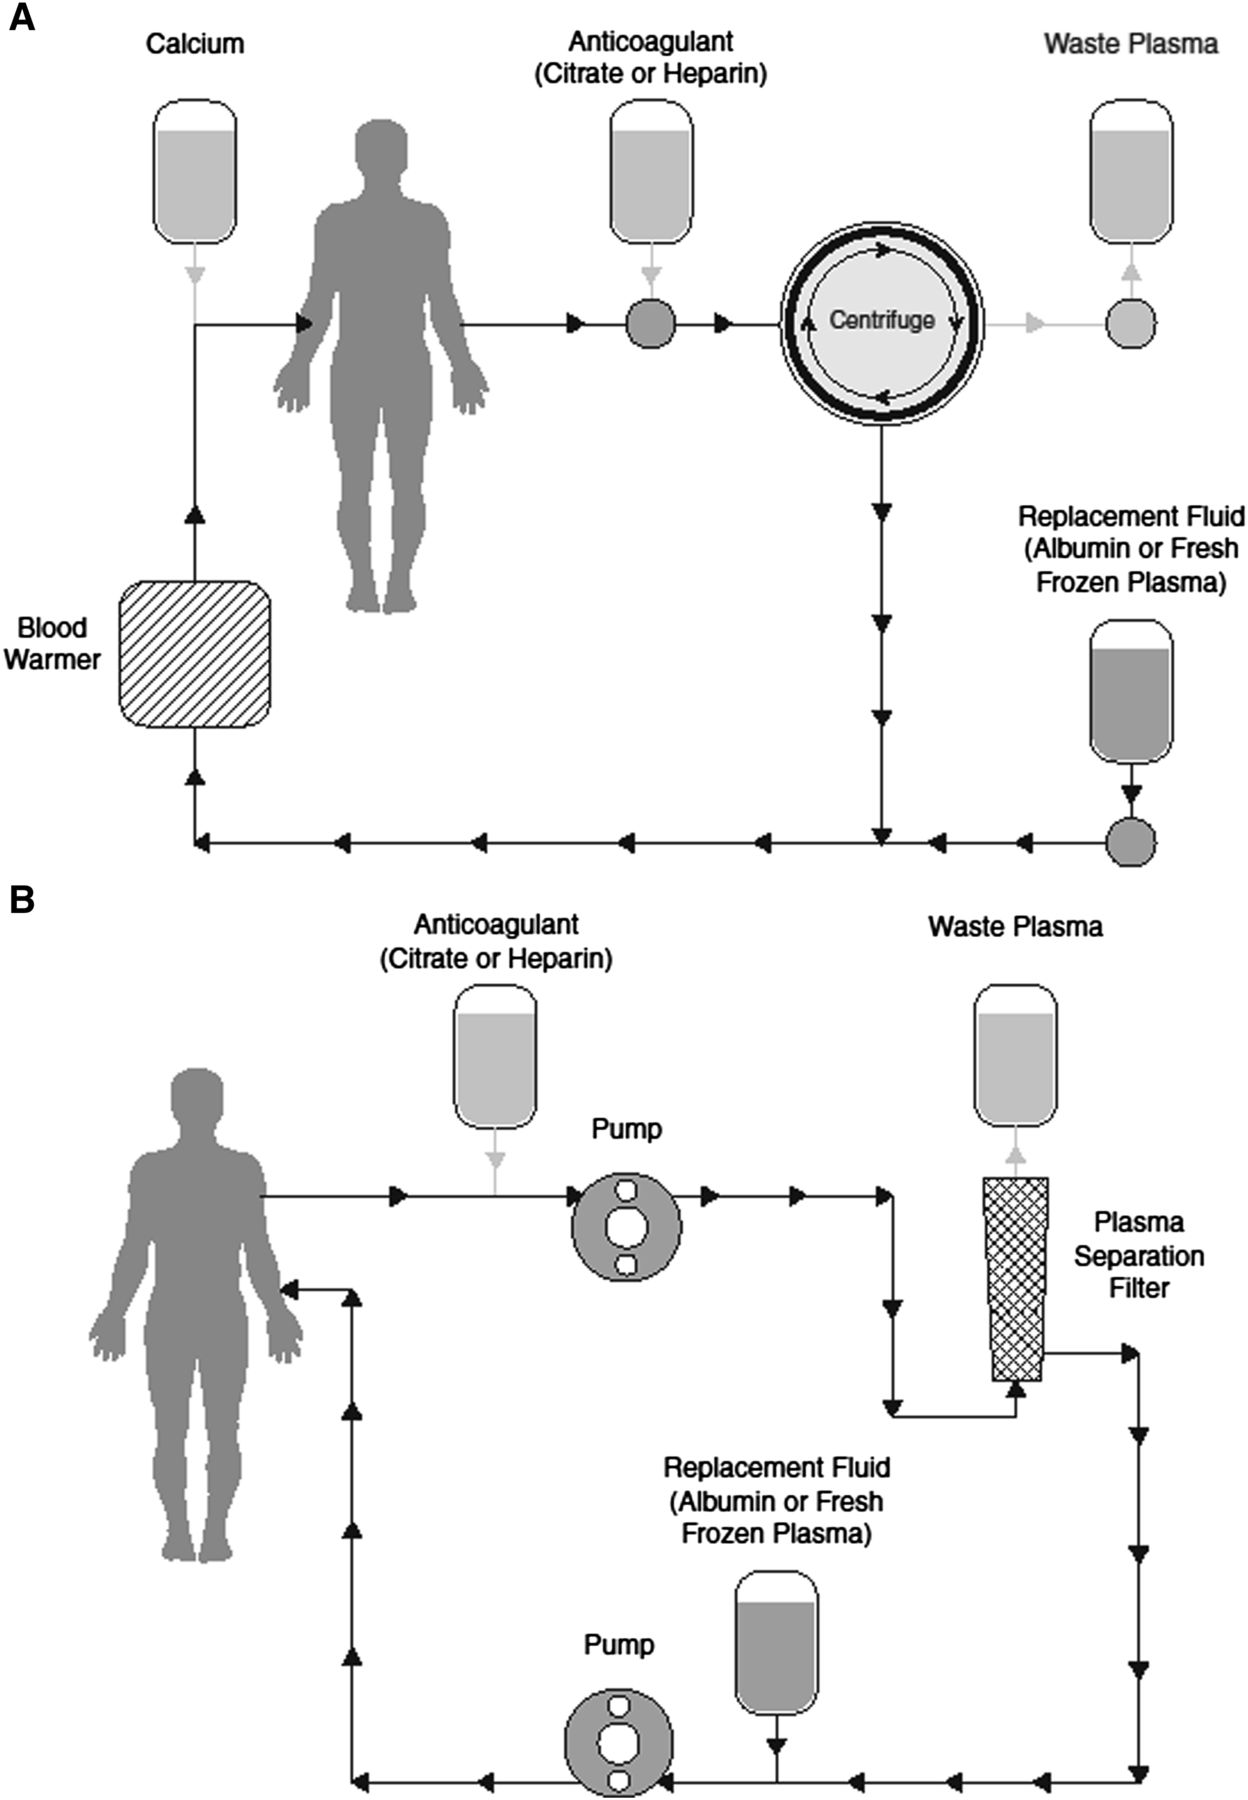 A
Calcium
Anticoagulant
(Citrate or Heparin)
Waste Plasma
Centrifuge
Replacement Fluid
(Albumin or Fresh
Frozen Plasma)
Blood
Warmer
B
Anticoagulant
(Citrate or Heparin)
Waste Plasma
Pump
Plasma
Separation
Filter
Replacement Fluid
(Albumin or Fresh
Frozen Plasma)
Pump